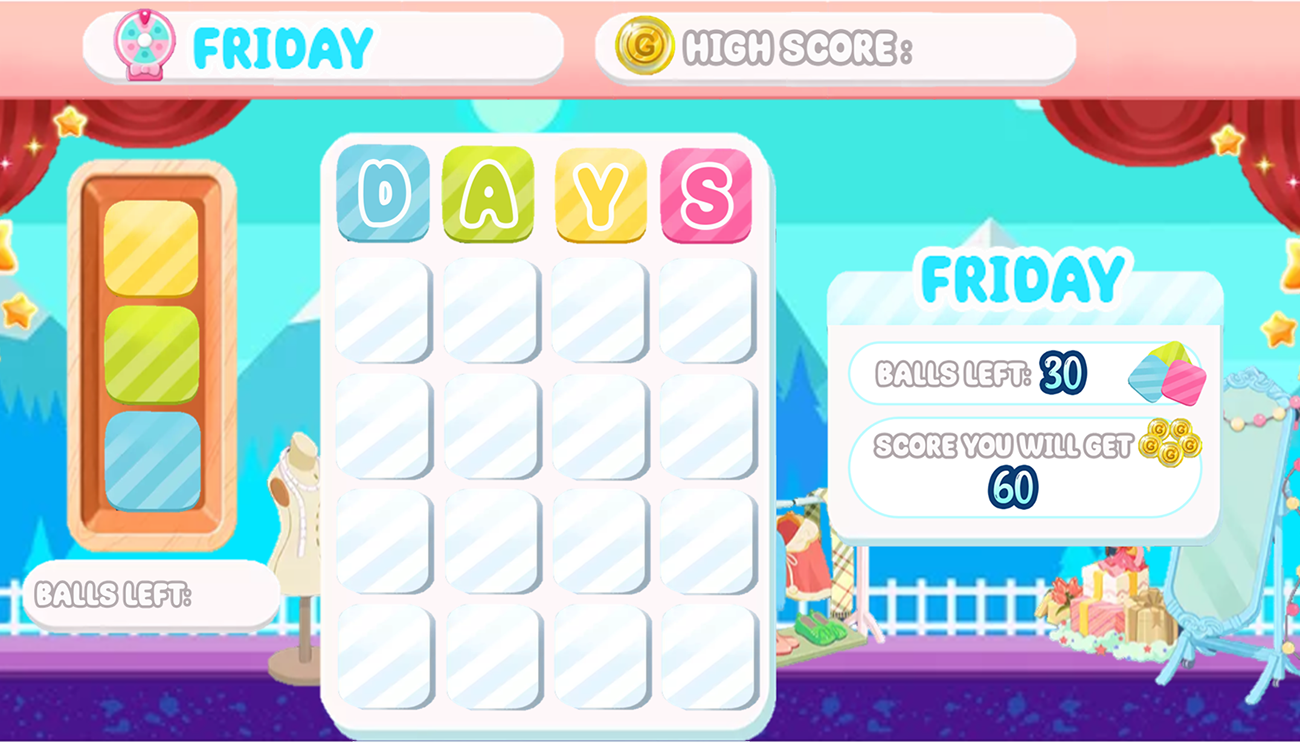 FRIDAY
G HIGH SCORE:
D A Y S
FRIDAY
BALLS LEFT: 30
SCORE YOU WILL GET
60
BALLS LEFT: